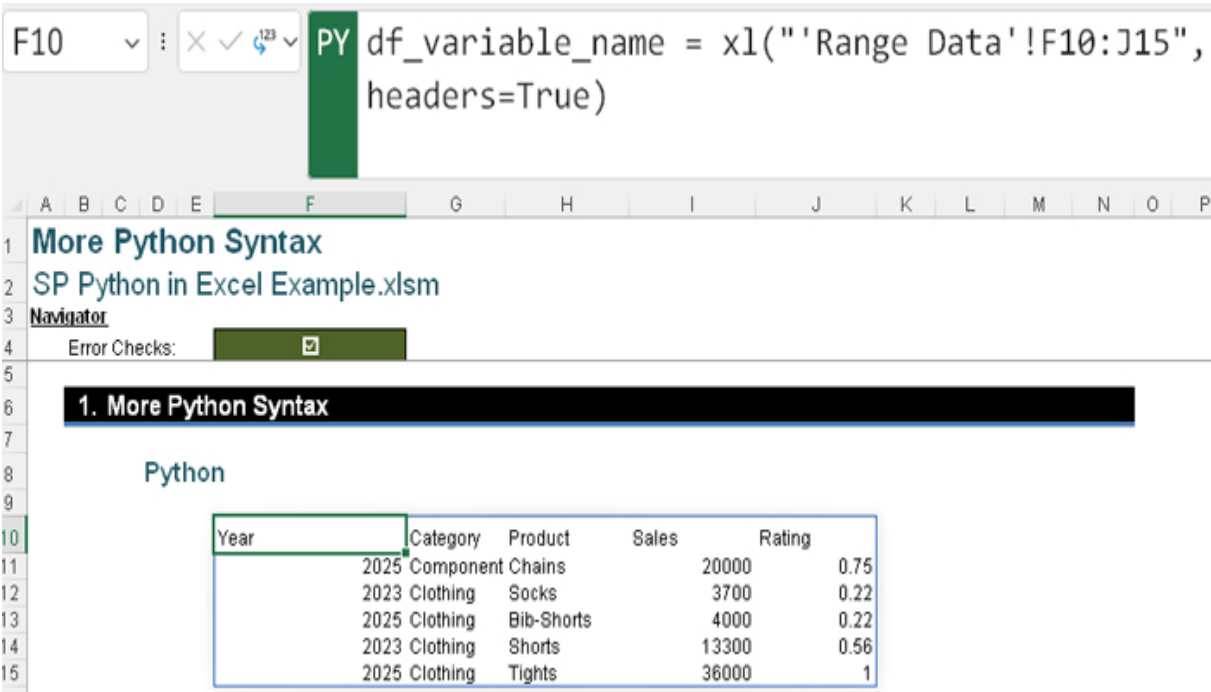 F10 PY df_variable_name = xl("'Range Data'!F10:J15",
headers=True)
A B C D E F G H I J K L M N O P
1 More Python Syntax
2 SP Python in Excel Example.xlsm
3 Navigator
4 Error Checks:
5
6 1. More Python Syntax
7
8 Python
9
10 Year Category Product Sales Rating
11 2025 Component Chains 20000 0.75
12 2023 Clothing Socks 3700 0.22
13 2025 Clothing Bib-Shorts 4000 0.22
14 2023 Clothing Shorts 13300 0.56
15 2025 Clothing Tights 36000 1